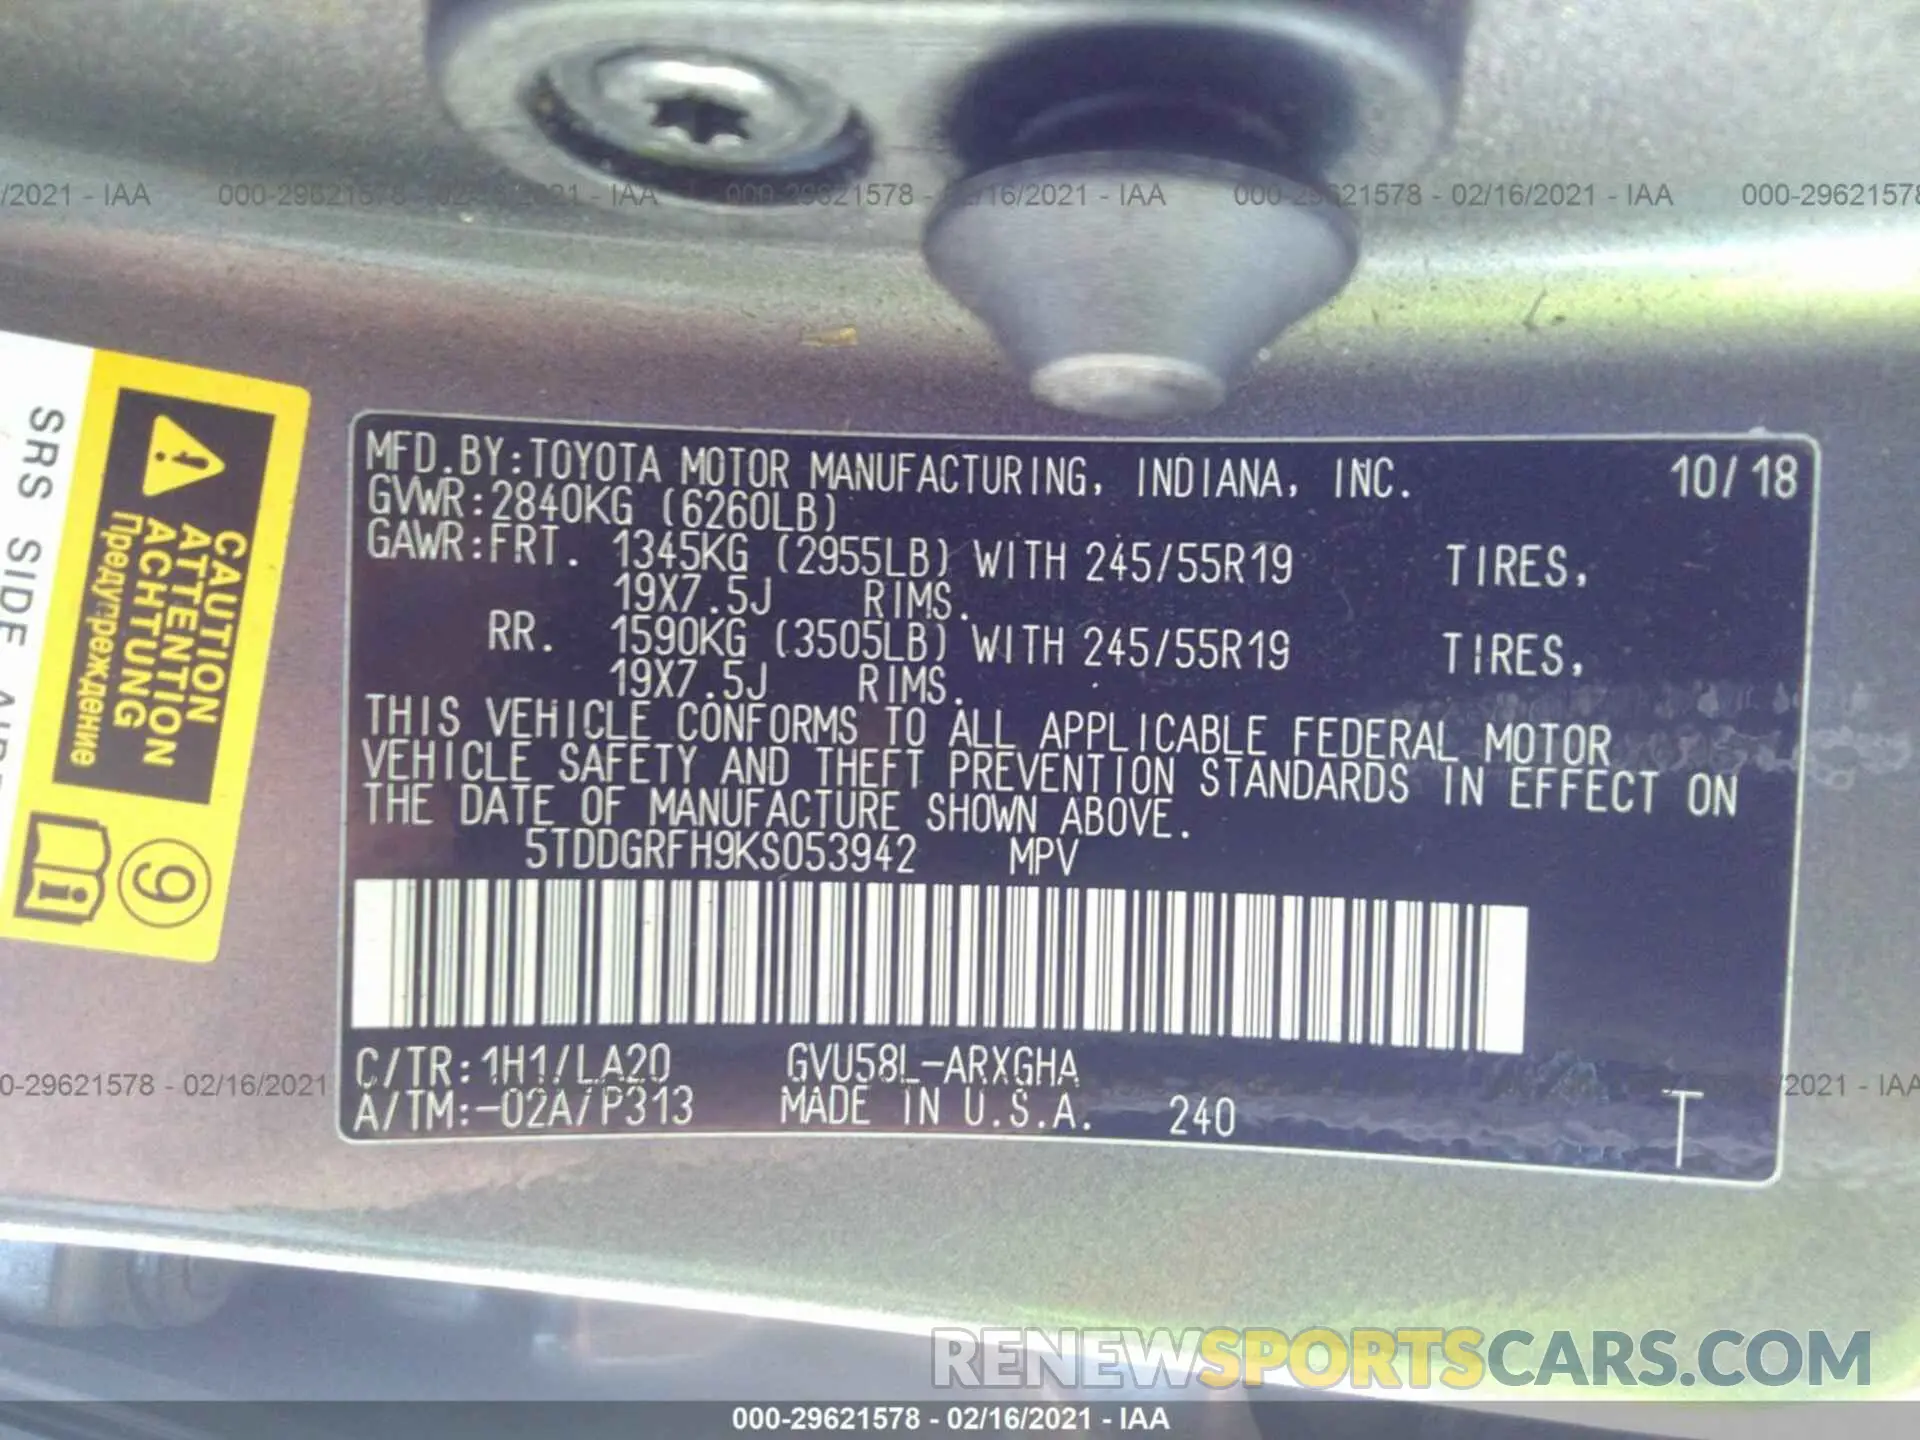 /2021 - IAA 000-29621578 - 02/16/2021 - IAA 000-29621578 - 02/16/2021 - IAA 000-29621578 - 02/16/2021 - IAA 000-29621578
SRS SIDE
CAUTION
ATTENTION
ACHTUNG
Предупреждение
9
MFD.BY:TOYOTA MOTOR MANUFACTURING, INDIANA, INC. 10/18
GVWR:2840KG (6260LB)
GAWR:FRT. 1345KG (2955LB) WITH 245/55R19 TIRES,
19X7.5J RIMS.
RR. 1590KG (3505LB) WITH 245/55R19 TIRES,
19X7.5J RIMS.
THIS VEHICLE CONFORMS TO ALL APPLICABLE FEDERAL MOTOR
VEHICLE SAFETY AND THEFT PREVENTION STANDARDS IN EFFECT ON
THE DATE OF MANUFACTURE SHOWN ABOVE.
5TDDGRFH9KS053942 MPV
C/TR:1H1/LA20 GVU58L-ARXGHA
0-29621578 - 02/16/2021 2021 - IAA
A/TM:-02A/P313 MADE IN U.S.A. 240 T
RENEWSPORTSCARS.COM
000-29621578 - 02/16/2021 - IAA